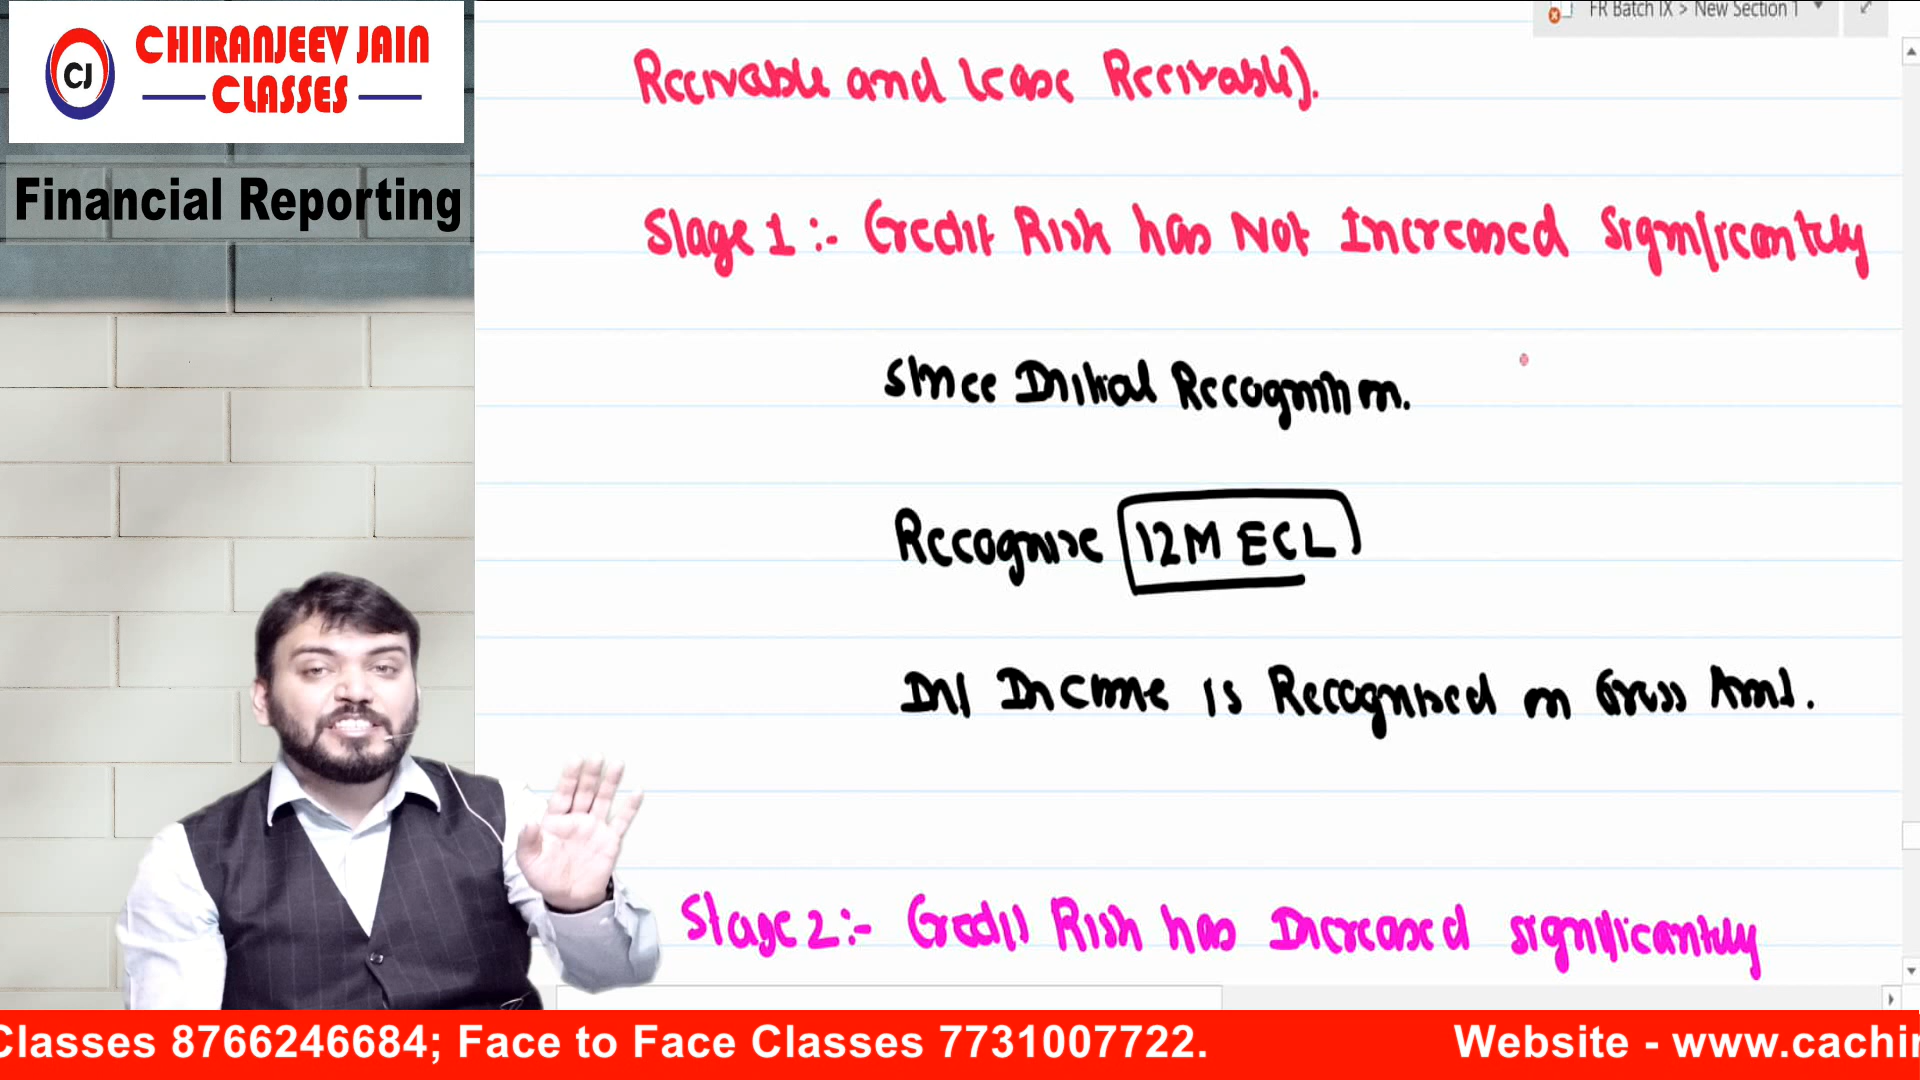 CJ
CHIRANJEEV JAIN
CLASSES
Financial Reporting
FR Batch IX > New Section 1
Receivable and lease Receivable).
Stage 1 :- Credit Risk has Not Increased Significantly
Since Initial Recognition.
Recognise 12M ECL
Int Income is Recognised on Gross Amt.
Stage 2 :- Credit Risk has Increased significantly
Classes 8766246684; Face to Face Classes 7731007722.
Website - www.cachir